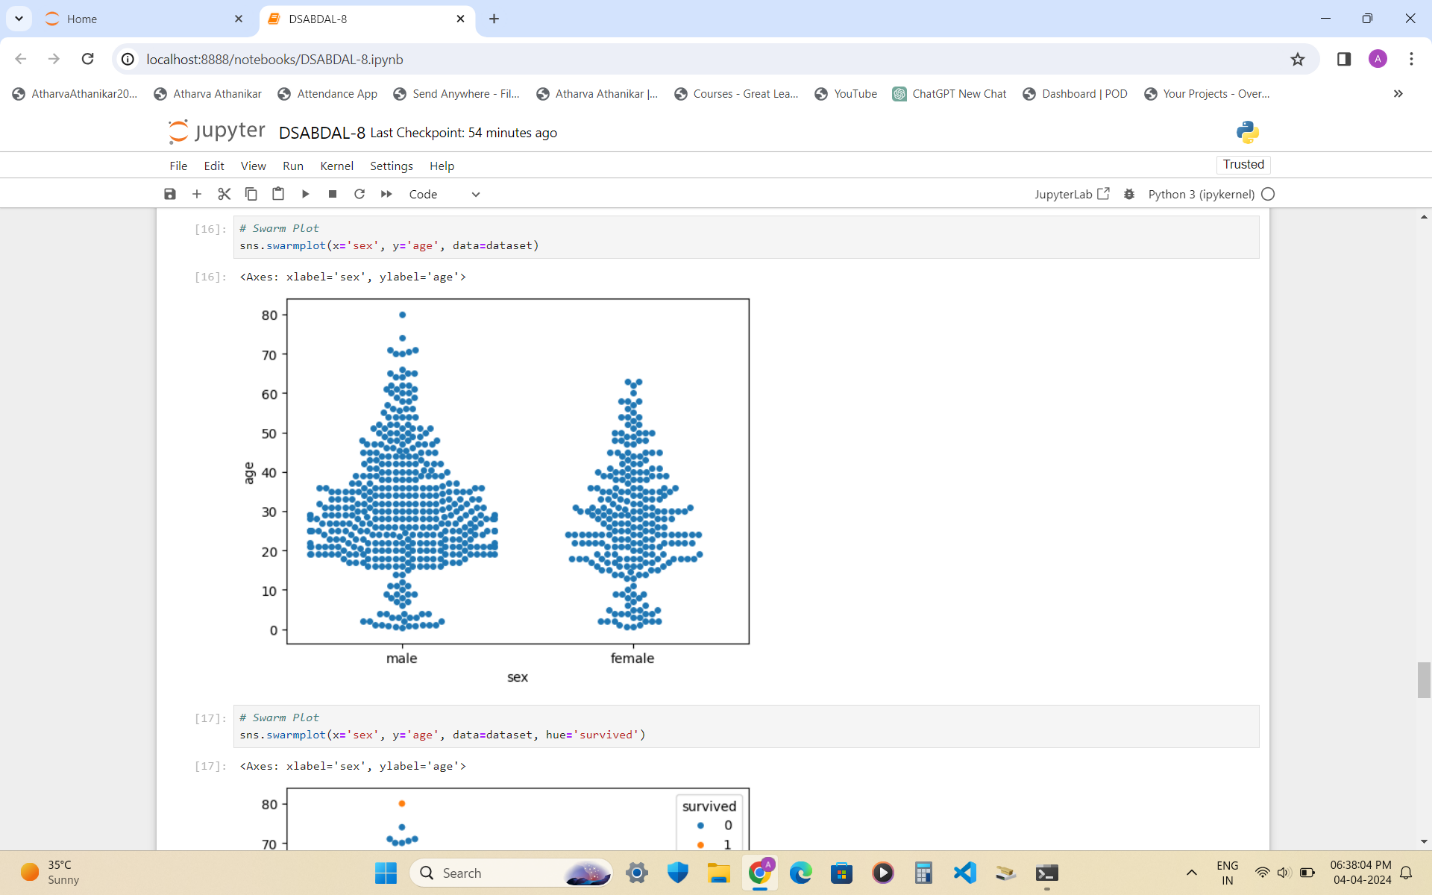 Home
DSABDAL-8
localhost:8888/notebooks/DSABDAL-8.ipynb
A
AtharvaAthanikar20...
Atharva Athanikar
Attendance App
Send Anywhere - Fil...
Atharva Athanikar |...
Courses - Great Lea...
YouTube
ChatGPT New Chat
Dashboard | POD
Your Projects - Over...
jupyter DSABDAL-8 Last Checkpoint: 54 minutes ago
File Edit View Run Kernel Settings Help
Trusted
Code
JupyterLab
Python 3 (ipykernel)
[16]: # Swarm Plot
sns.swarmplot(x='sex', y='age', data=dataset)
[16]: <Axes: xlabel='sex', ylabel='age'>
80
70
60
50
40
30
20
10
0
age
male female
sex
[17]: # Swarm Plot
sns.swarmplot(x='sex', y='age', data=dataset, hue='survived')
[17]: <Axes: xlabel='sex', ylabel='age'>
80
70
survived
0
1
35°C
Sunny
Search
A
ENG
IN
06:38:04 PM
04-04-2024